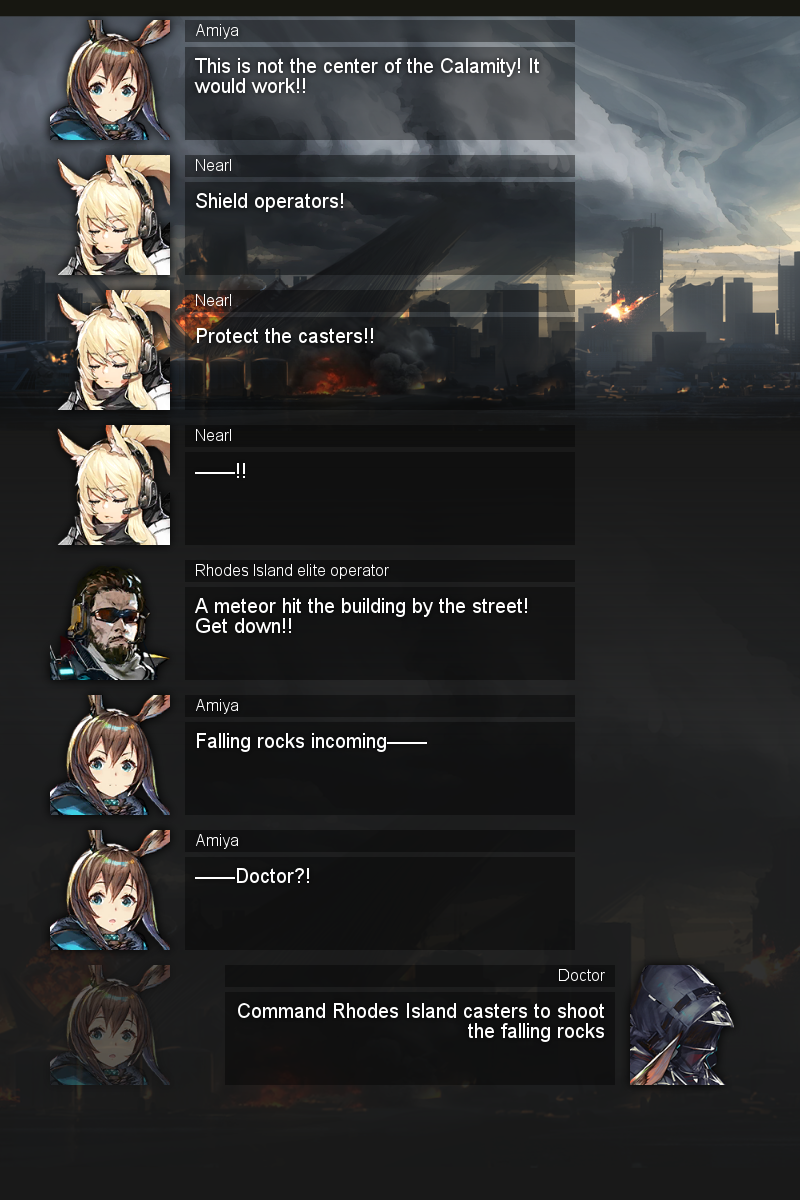 Amiya
This is not the center of the Calamity! It
would work!!
Nearl
Shield operators!
Nearl
Protect the casters!!
Nearl
——!!
Rhodes Island elite operator
A meteor hit the building by the street!
Get down!!
Amiya
Falling rocks incoming——
Amiya
——Doctor?!
Doctor
Command Rhodes Island casters to shoot
the falling rocks